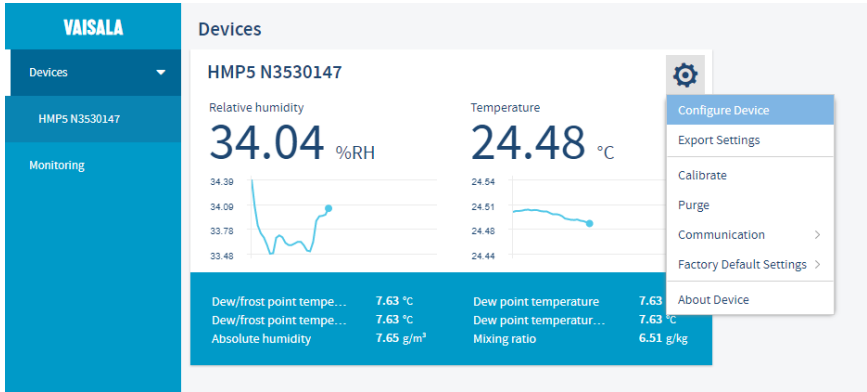 VAISALA
Devices
HMP5 N3530147
Monitoring
Devices
HMP5 N3530147
Relative humidity
34.04 %RH
34.39
34.09
33.78
33.48
Temperature
24.48 °C
24.54
24.51
24.48
24.44
Dew/frost point tempe... 7.63 °C
Dew/frost point tempe... 7.63 °C
Absolute humidity 7.65 g/m³
Dew point temperature 7.63
Dew point temperatur... 7.63 °C
Mixing ratio 6.51 g/kg
Configure Device
Export Settings
Calibrate
Purge
Communication
Factory Default Settings
About Device